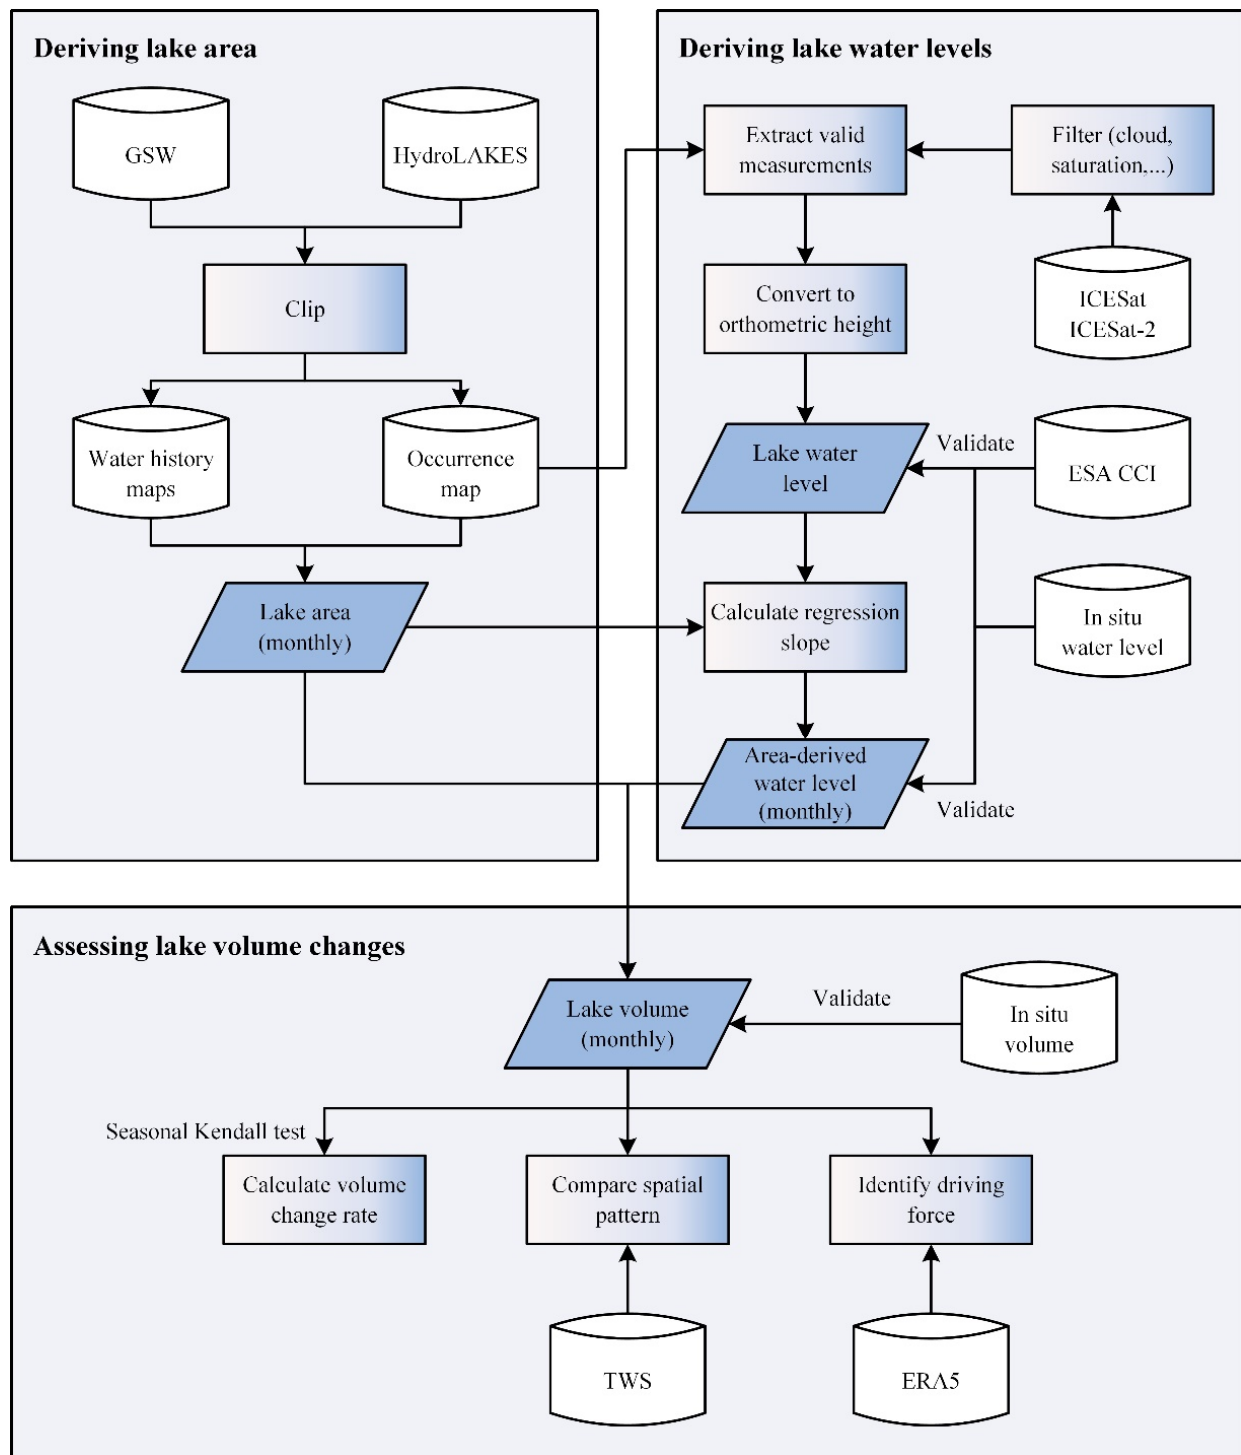 Deriving lake area
GSW
HydroLAKES
Clip
Water history
maps
Occurrence
map
Lake area
(monthly)
Deriving lake water levels
Extract valid
measurements
Filter (cloud,
saturation,...)
Convert to
orthometric height
ICESat
ICESat-2
Lake water
level
Validate
ESA CCI
Calculate regression
slope
In situ
water level
Area-derived
water level
(monthly)
Validate
Assessing lake volume changes
Lake volume
(monthly)
Validate
In situ
volume
Seasonal Kendall test
Calculate volume
change rate
Compare spatial
pattern
Identify driving
force
TWS
ERA5